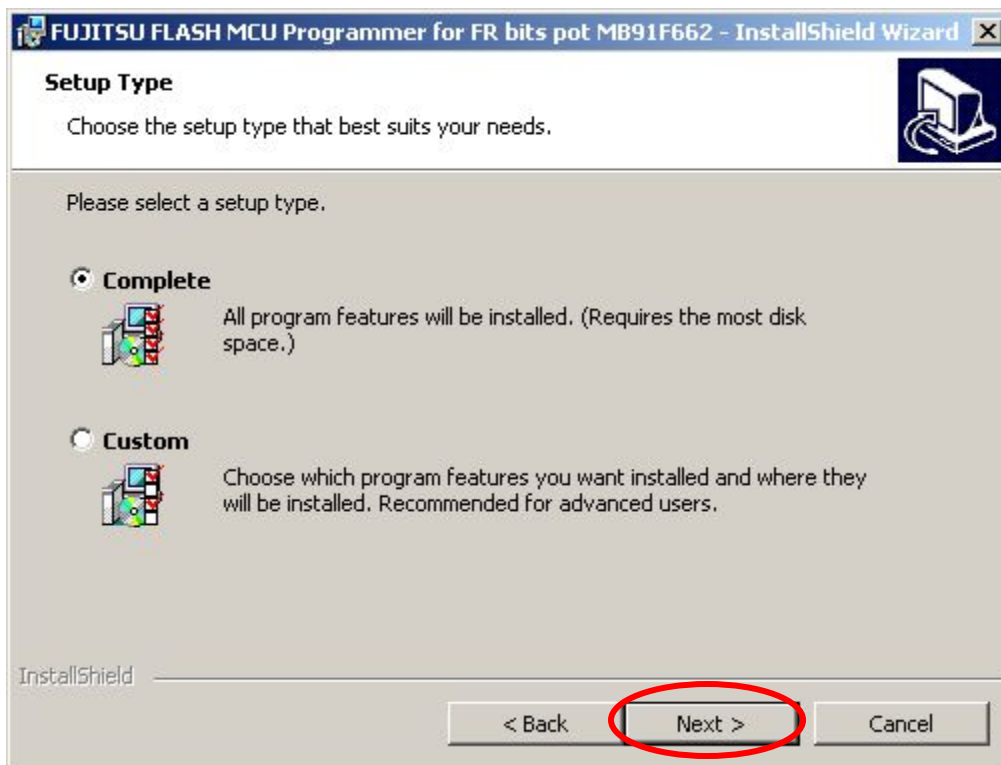 FUJITSU FLASH MCU Programmer for FR bits pot MB91F662 - InstallShield Wizard
Setup Type
Choose the setup type that best suits your needs.
Please select a setup type.
Complete
All program features will be installed. (Requires the most disk
space.)
Custom
Choose which program features you want installed and where they
will be installed. Recommended for advanced users.
InstallShield
< Back
Next >
Cancel